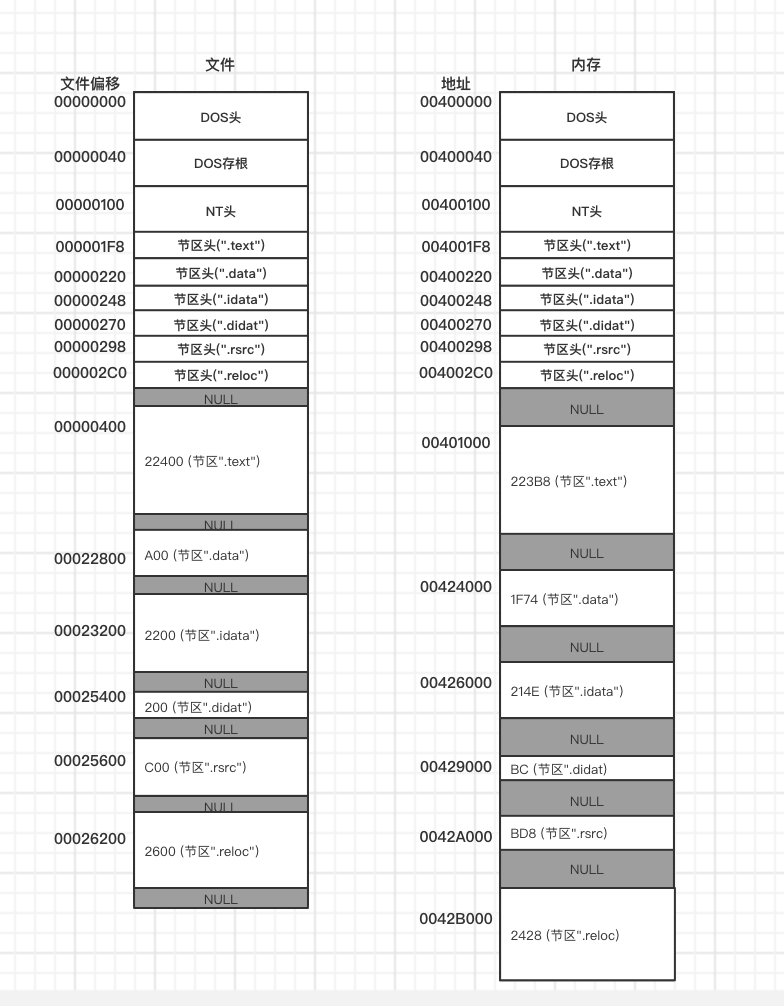 文件
文件偏移
00000000
DOS头
00000040
DOS存根
00000100
NT头
000001F8
节区头(".text")
00000220
节区头(".data")
00000248
节区头(".idata")
00000270
节区头(".didat")
00000298
节区头(".rsrc")
000002C0
节区头(".reloc")
NULL
00000400
22400 (节区".text")
NULL
00022800
A00 (节区".data")
NULL
00023200
2200 (节区".idata")
NULL
00025400
200 (节区".didat")
NULL
00025600
C00 (节区".rsrc")
NULL
00026200
2600 (节区".reloc")
NULL
内存
地址
00400000
DOS头
00400040
DOS存根
00400100
NT头
004001F8
节区头(".text")
00400220
节区头(".data")
00400248
节区头(".idata")
00400270
节区头(".didat")
00400298
节区头(".rsrc")
004002C0
节区头(".reloc")
NULL
00401000
223B8 (节区".text")
NULL
00424000
1F74 (节区".data")
NULL
00426000
214E (节区".idata")
NULL
00429000
BC (节区".didat)
NULL
0042A000
BD8 (节区".rsrc)
NULL
0042B000
2428 (节区".reloc)